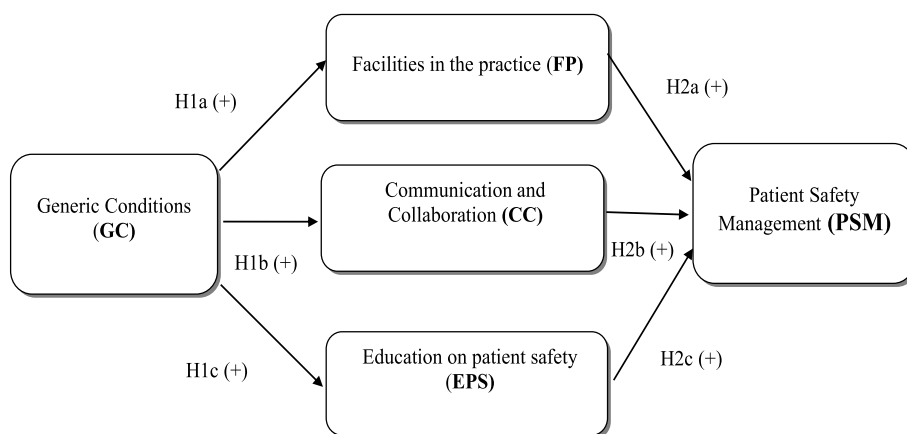 Facilities in the practice (FP)
H1a (+)
H2a (+)
Generic Conditions
(GC)
Communication and
Collaboration (CC)
Patient Safety
Management (PSM)
H1b (+)
H2b (+)
Education on patient safety
(EPS)
H1c (+)
H2c (+)